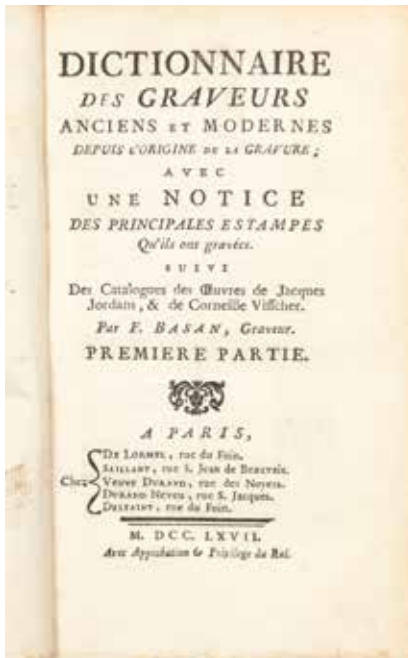 DICTIONNAIRE
DES GRAVEURS
ANCIENS ET MODERNES
DEPUIS L'ORIGINE DE LA GRAVURE;
AVEC
UNE NOTICE
DES PRINCIPALES ESTAMPES
Qu'ils ont gravées.
SUIVI
Des Catalogues des Œuvres de Jacques
Jordans, & de Corneille Visscher.
Par F. BASAN, Graveur.
PREMIERE PARTIE.
A PARIS,
Chez
DE LORMEL, rue du Foin.
SAILLANT, rue S. Jean de Beauvais.
VEUVE DURAND, rue des Noyers.
DURAND NEVEU, rue S. Jacques.
DESSAINT, rue du Foin.
M. DCC. LXVII.
Avec Approbation & Privilege du Roi.